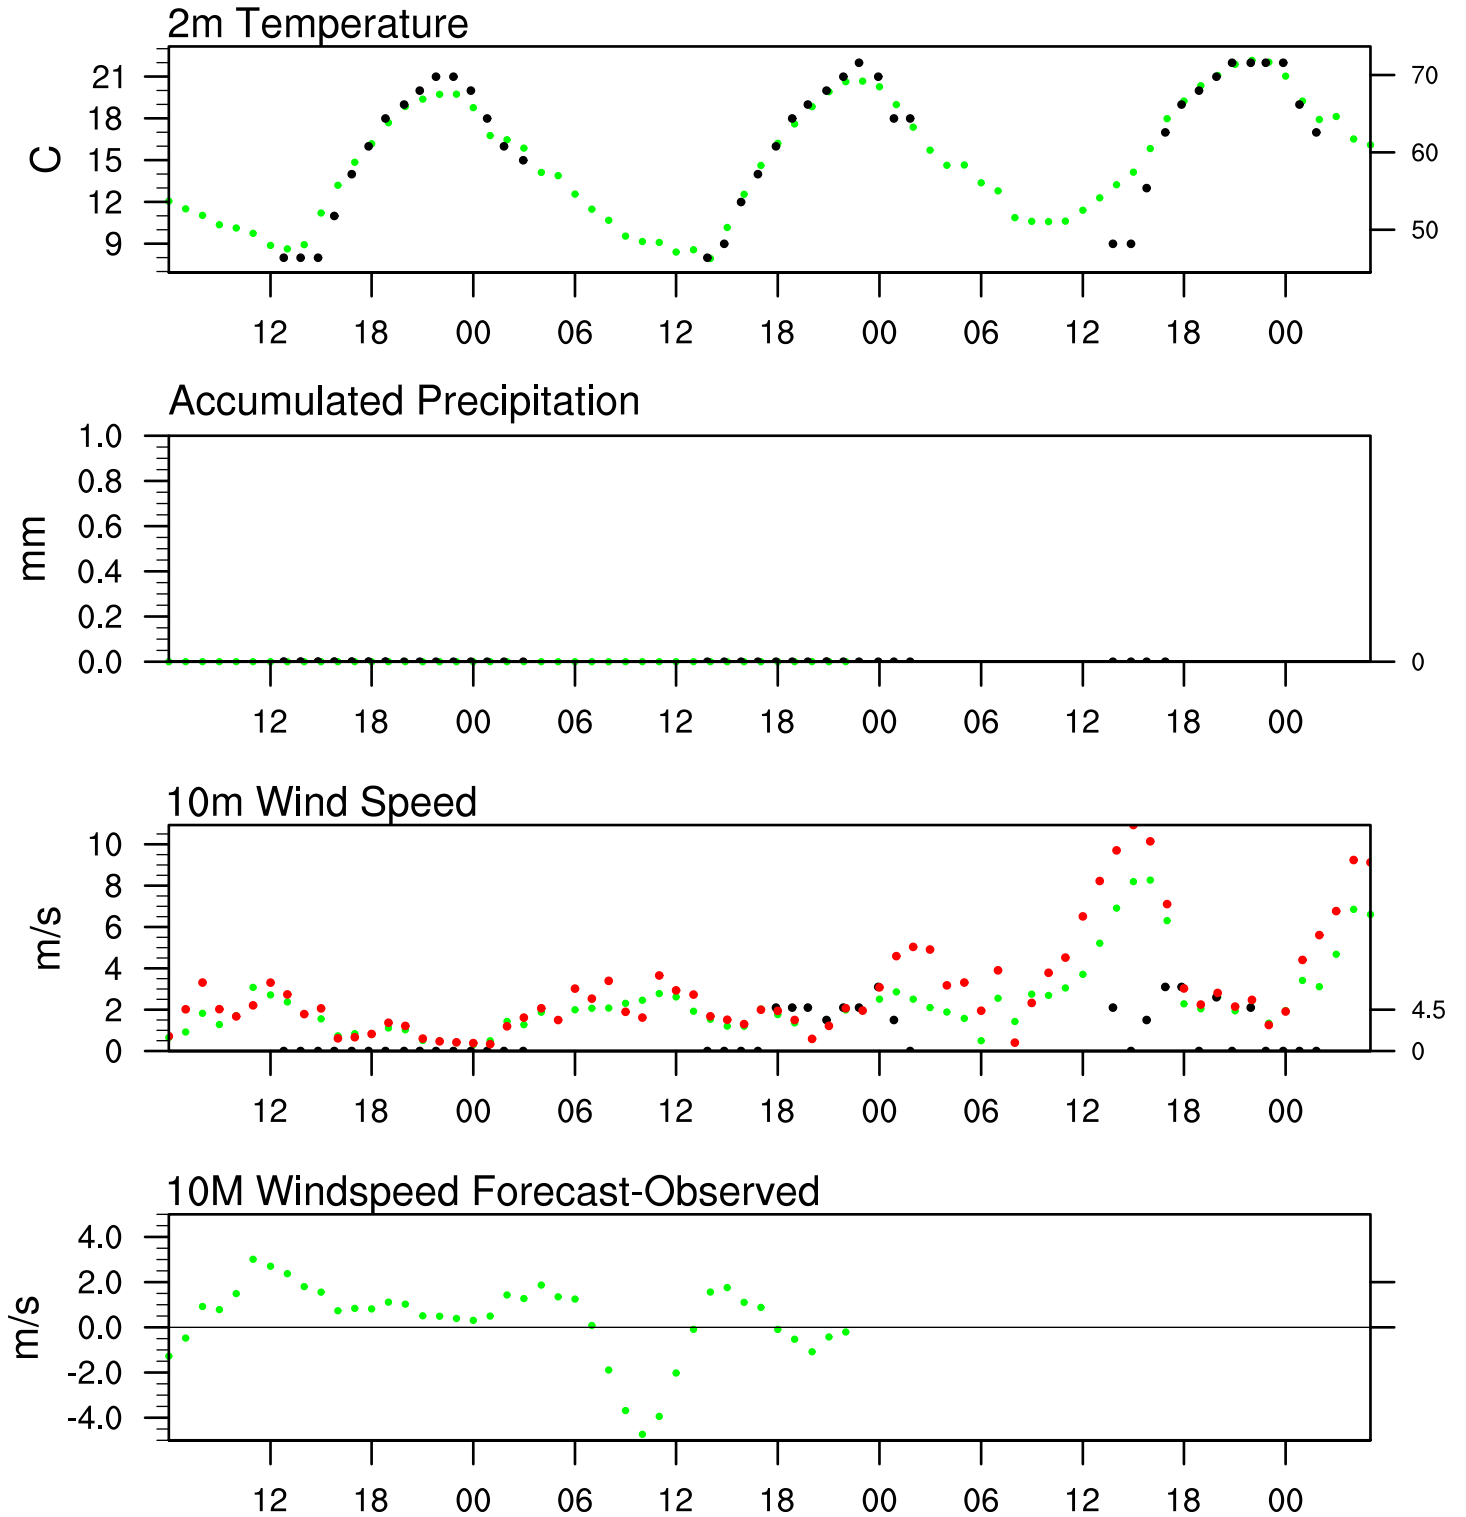 2m Temperature
21
18
15
12
9
C
70
60
50
12 18 00 06 12 18 00 06 12 18 00
Accumulated Precipitation
1.0
0.8
0.6
0.4
0.2
0.0
mm
0
12 18 00 06 12 18 00 06 12 18 00
10m Wind Speed
10
8
6
4
2
0
m/s
4.5
0
12 18 00 06 12 18 00 06 12 18 00
10M Windspeed Forecast-Observed
4.0
2.0
0.0
-2.0
-4.0
m/s
12 18 00 06 12 18 00 06 12 18 00